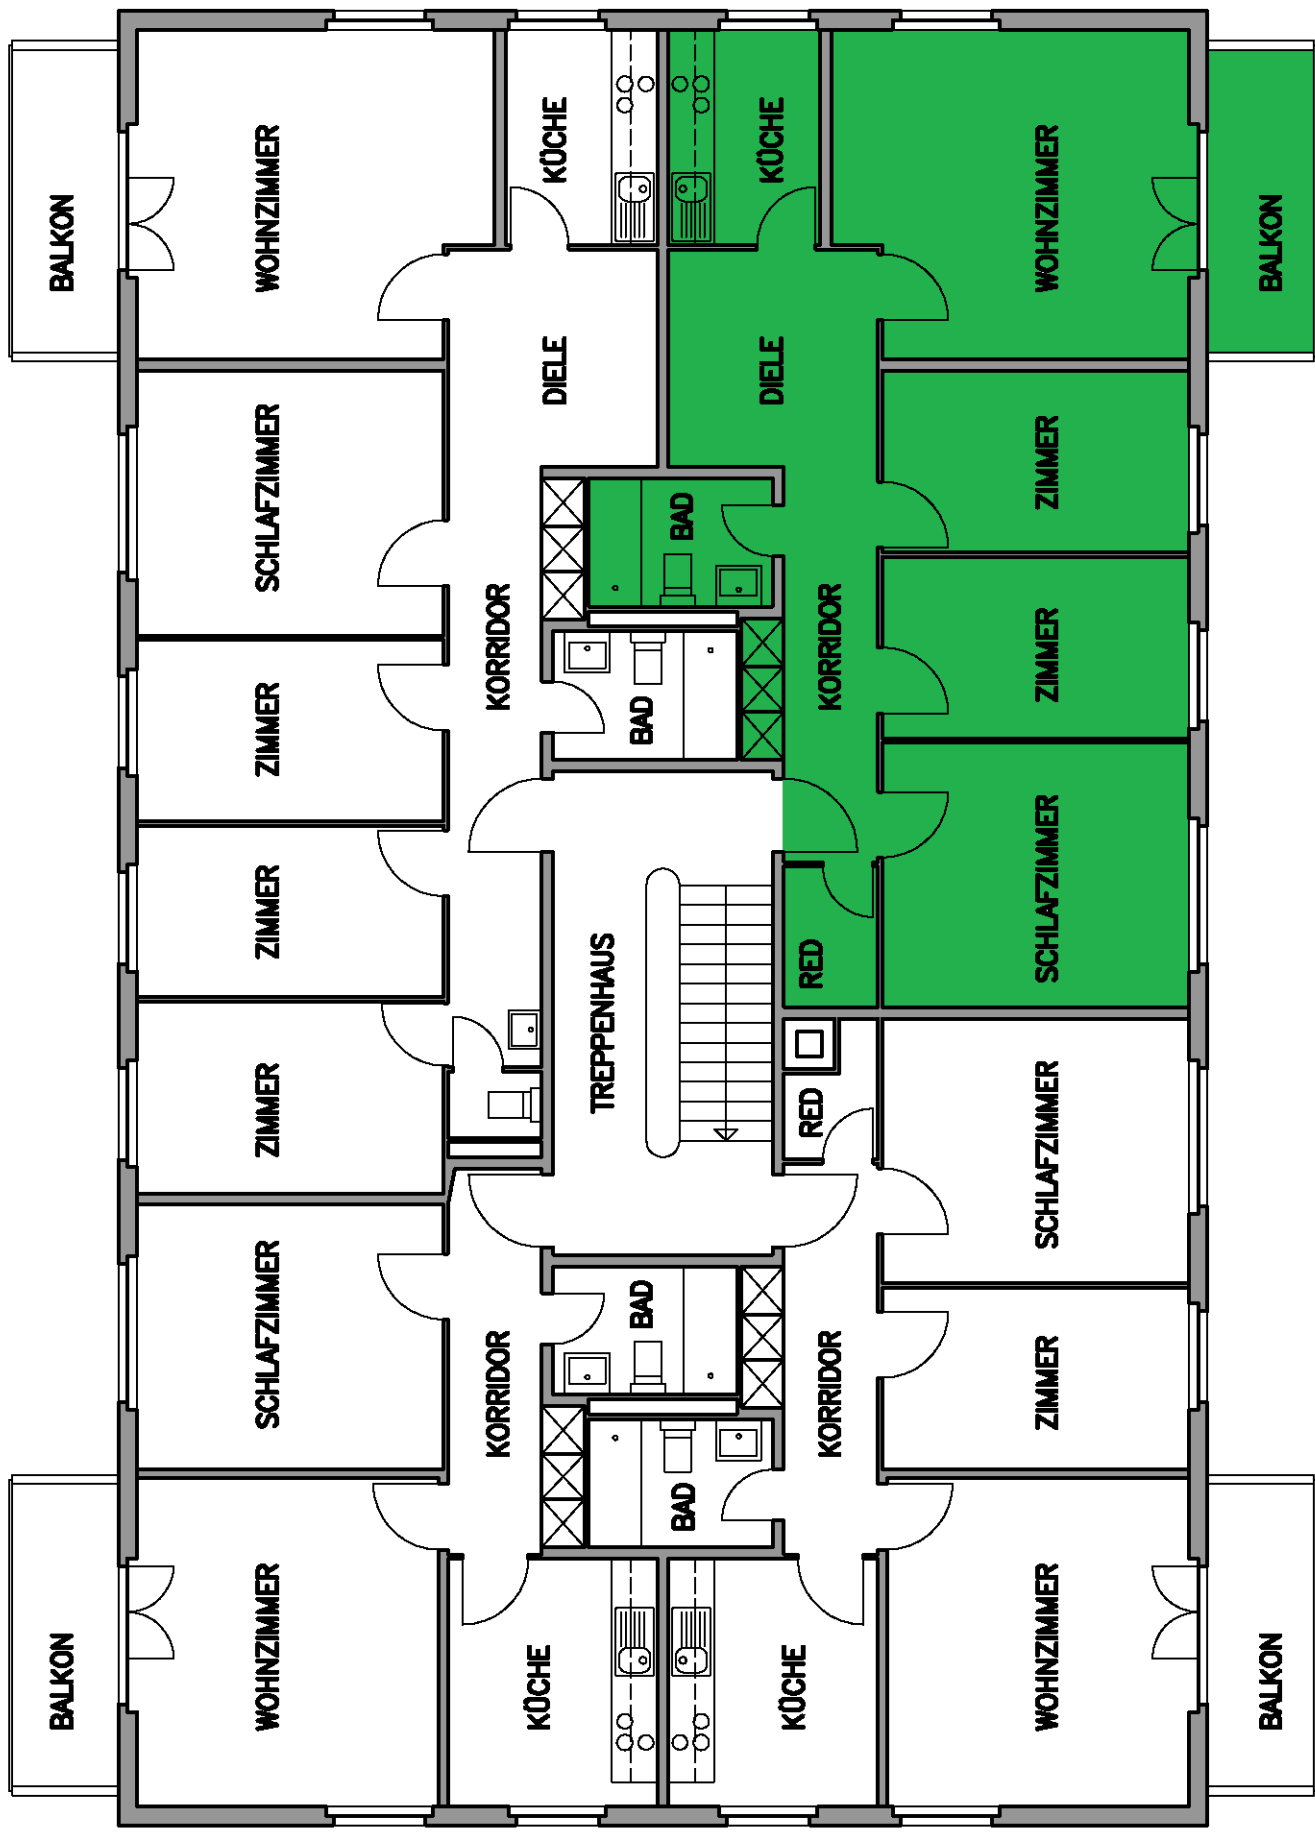 BALKON
WOHNZIMMER
KÜCHE
KÜCHE
WOHNZIMMER
BALKON
DIELE
DIELE
SCHLAFZIMMER
ZIMMER
BAD
KORRIDOR
KORRIDOR
ZIMMER
ZIMMER
BAD
ZIMMER
SCHLAFZIMMER
TREPPENHAUS
RED
ZIMMER
RED
SCHLAFZIMMER
SCHLAFZIMMER
BAD
KORRIDOR
KORRIDOR
ZIMMER
BAD
BALKON
WOHNZIMMER
KÜCHE
KÜCHE
WOHNZIMMER
BALKON